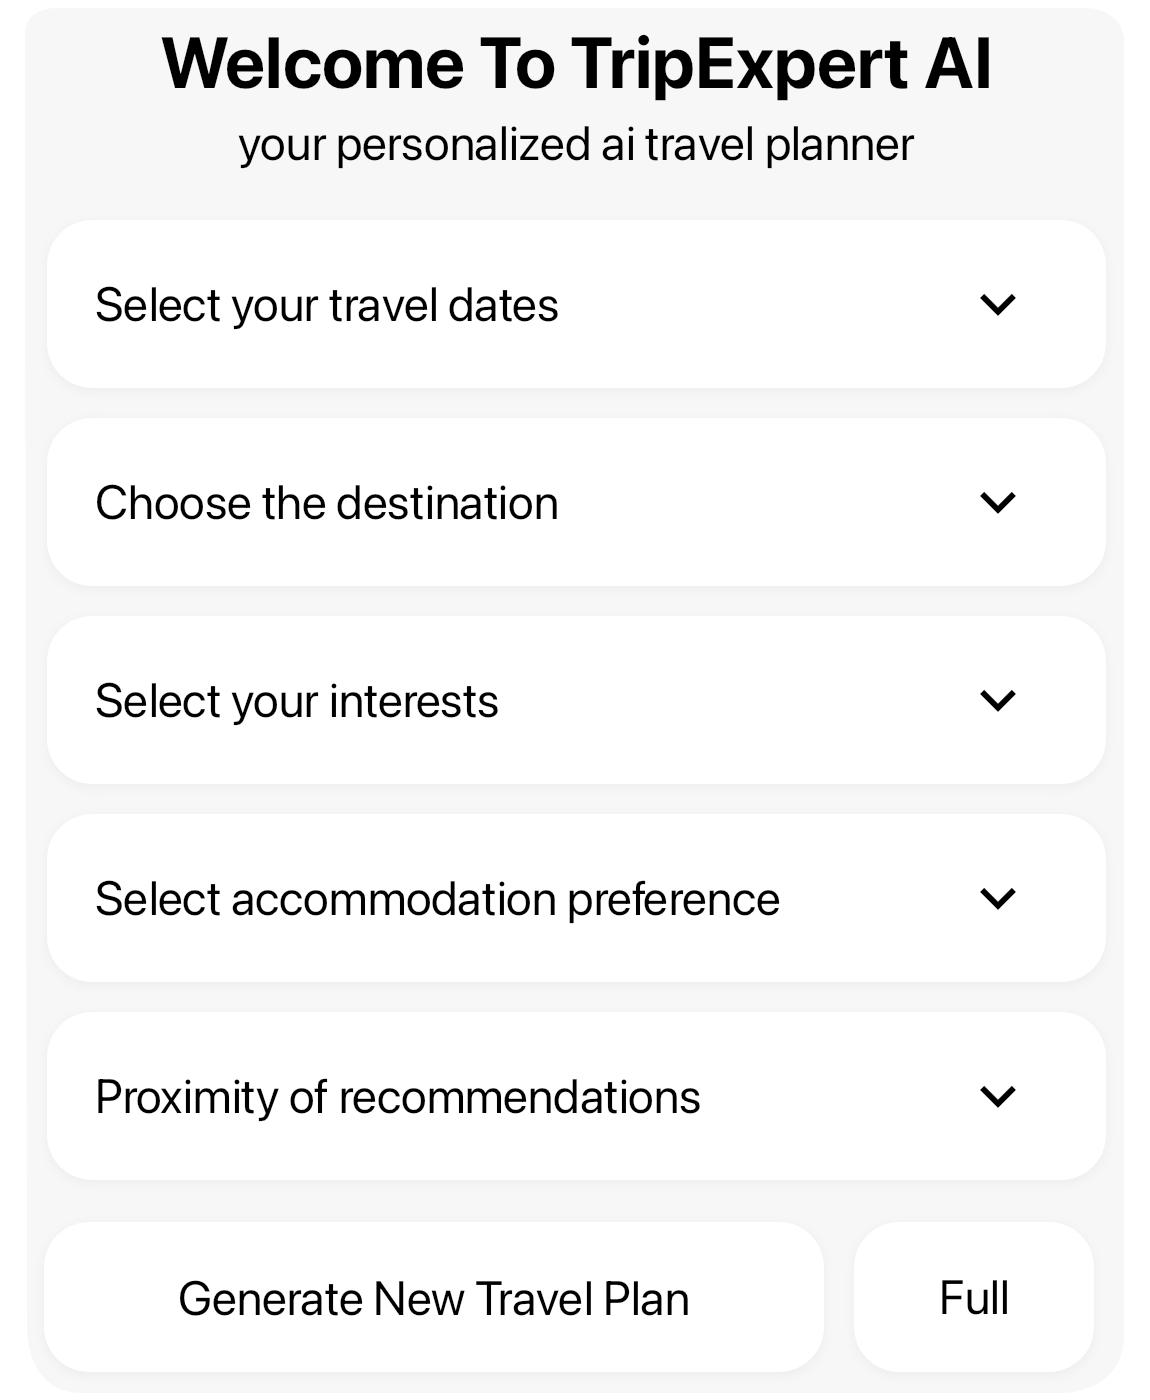 Welcome To TripExpert AI
your personalized ai travel planner
Select your travel dates
Choose the destination
Select your interests
Select accommodation preference
Proximity of recommendations
Generate New Travel Plan
Full